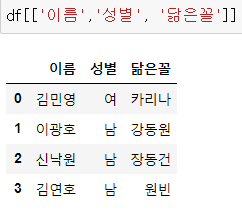 df[['이름','성별', '닮은꼴']]
이름 성별 닮은꼴
0 김민영 여 카리나
1 이광호 남 강동원
2 신낙원 남 장동건
3 김연호 남 원빈